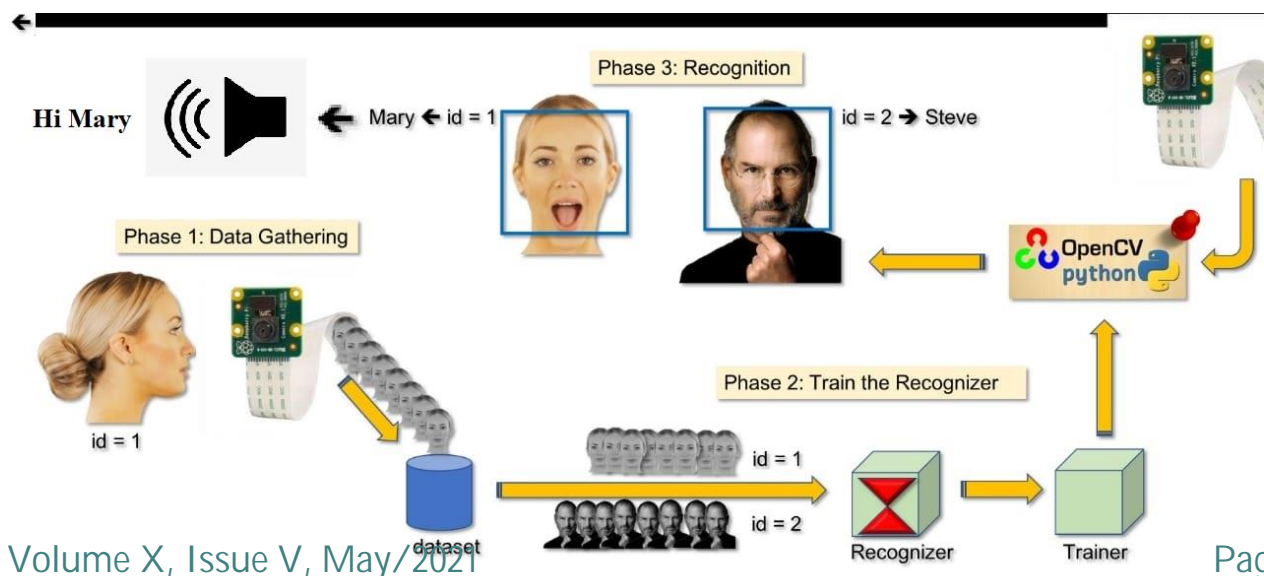 Phase 3: Recognition
Hi Mary
Mary ← id = 1
id = 2 → Steve
Phase 1: Data Gathering
OpenCV
python
id = 1
Phase 2: Train the Recognizer
id = 1
id = 2
dataset
Recognizer
Trainer
Volume X, Issue V, May/2021